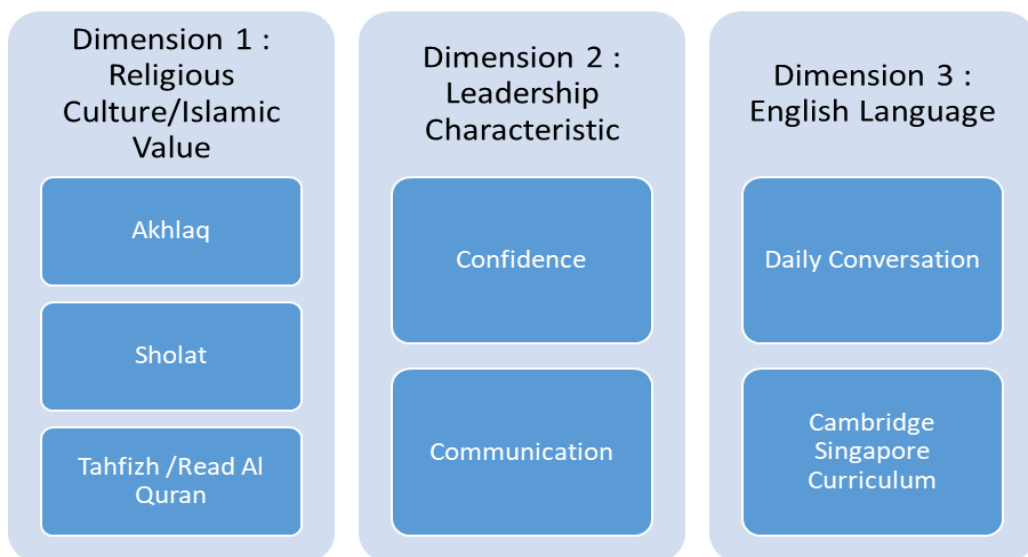 Dimension 1 :
Religious
Culture/Islamic
Value
Akhlaq
Sholat
Tahfizh /Read Al
Quran
Dimension 2 :
Leadership
Characteristic
Confidence
Communication
Dimension 3 :
English Language
Daily Conversation
Cambridge
Singapore
Curriculum